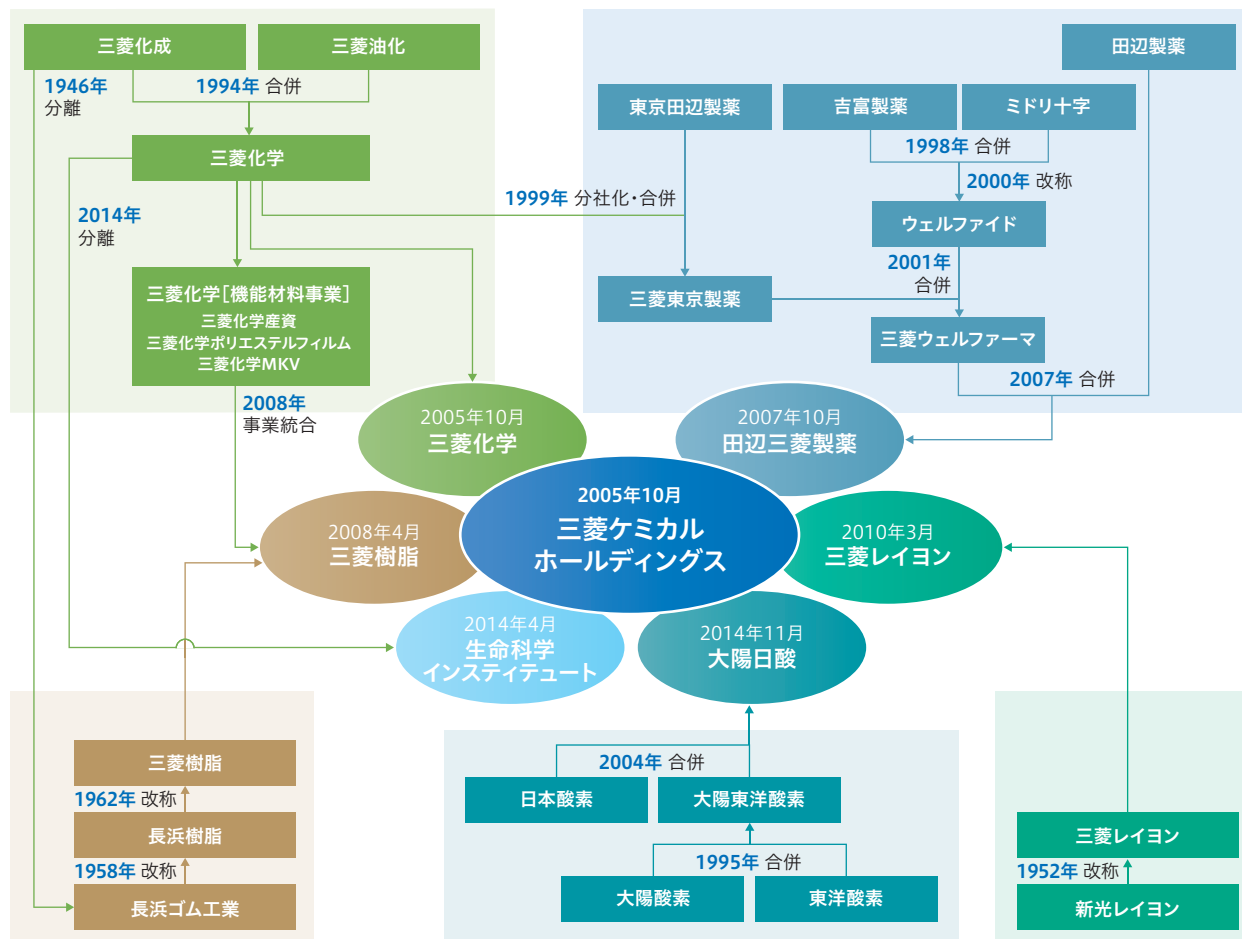 三菱化成
三菱油化
1946年
分離
1994年 合併
三菱化学
2014年
分離
三菱化学[機能材料事業]
三菱化学産資
三菱化学ポリエステルフィルム
三菱化学MKV
2008年
事業統合
1999年 分社化・合併
田辺製薬
東京田辺製薬
吉富製薬
ミドリ十字
1998年 合併
2000年 改称
ウェルファイド
2001年
合併
三菱東京製薬
三菱ウェルファーマ
2007年 合併
2005年10月
三菱化学
2007年10月
田辺三菱製薬
2005年10月
三菱ケミカル
ホールディングス
2008年4月
三菱樹脂
2010年3月
三菱レイヨン
2014年4月
生命科学
インスティテュート
2014年11月
大陽日酸
三菱樹脂
1962年 改称
長浜樹脂
1958年 改称
長浜ゴム工業
2004年 合併
日本酸素
大陽東洋酸素
1995年 合併
大陽酸素
東洋酸素
三菱レイヨン
1952年 改称
新光レイヨン